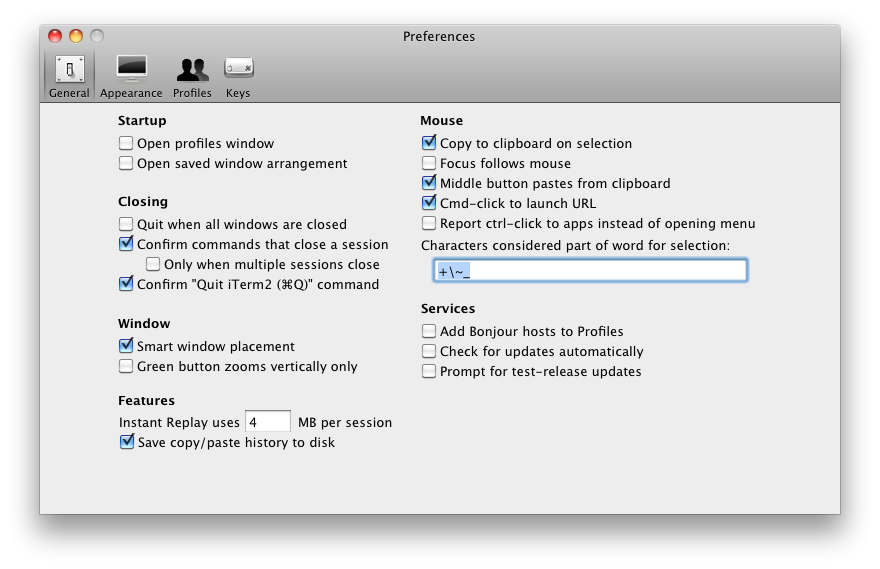 Preferences
General
Appearance
Profiles
Keys
Startup
Open profiles window
Open saved window arrangement
Closing
Quit when all windows are closed
Confirm commands that close a session
Only when multiple sessions close
Confirm "Quit iTerm2 (⌘Q)" command
Window
Smart window placement
Green button zooms vertically only
Features
Instant Replay uses 4 MB per session
Save copy/paste history to disk
Mouse
Copy to clipboard on selection
Focus follows mouse
Middle button pastes from clipboard
Cmd-click to launch URL
Report ctrl-click to apps instead of opening menu
Characters considered part of word for selection:
+\~_
Services
Add Bonjour hosts to Profiles
Check for updates automatically
Prompt for test-release updates